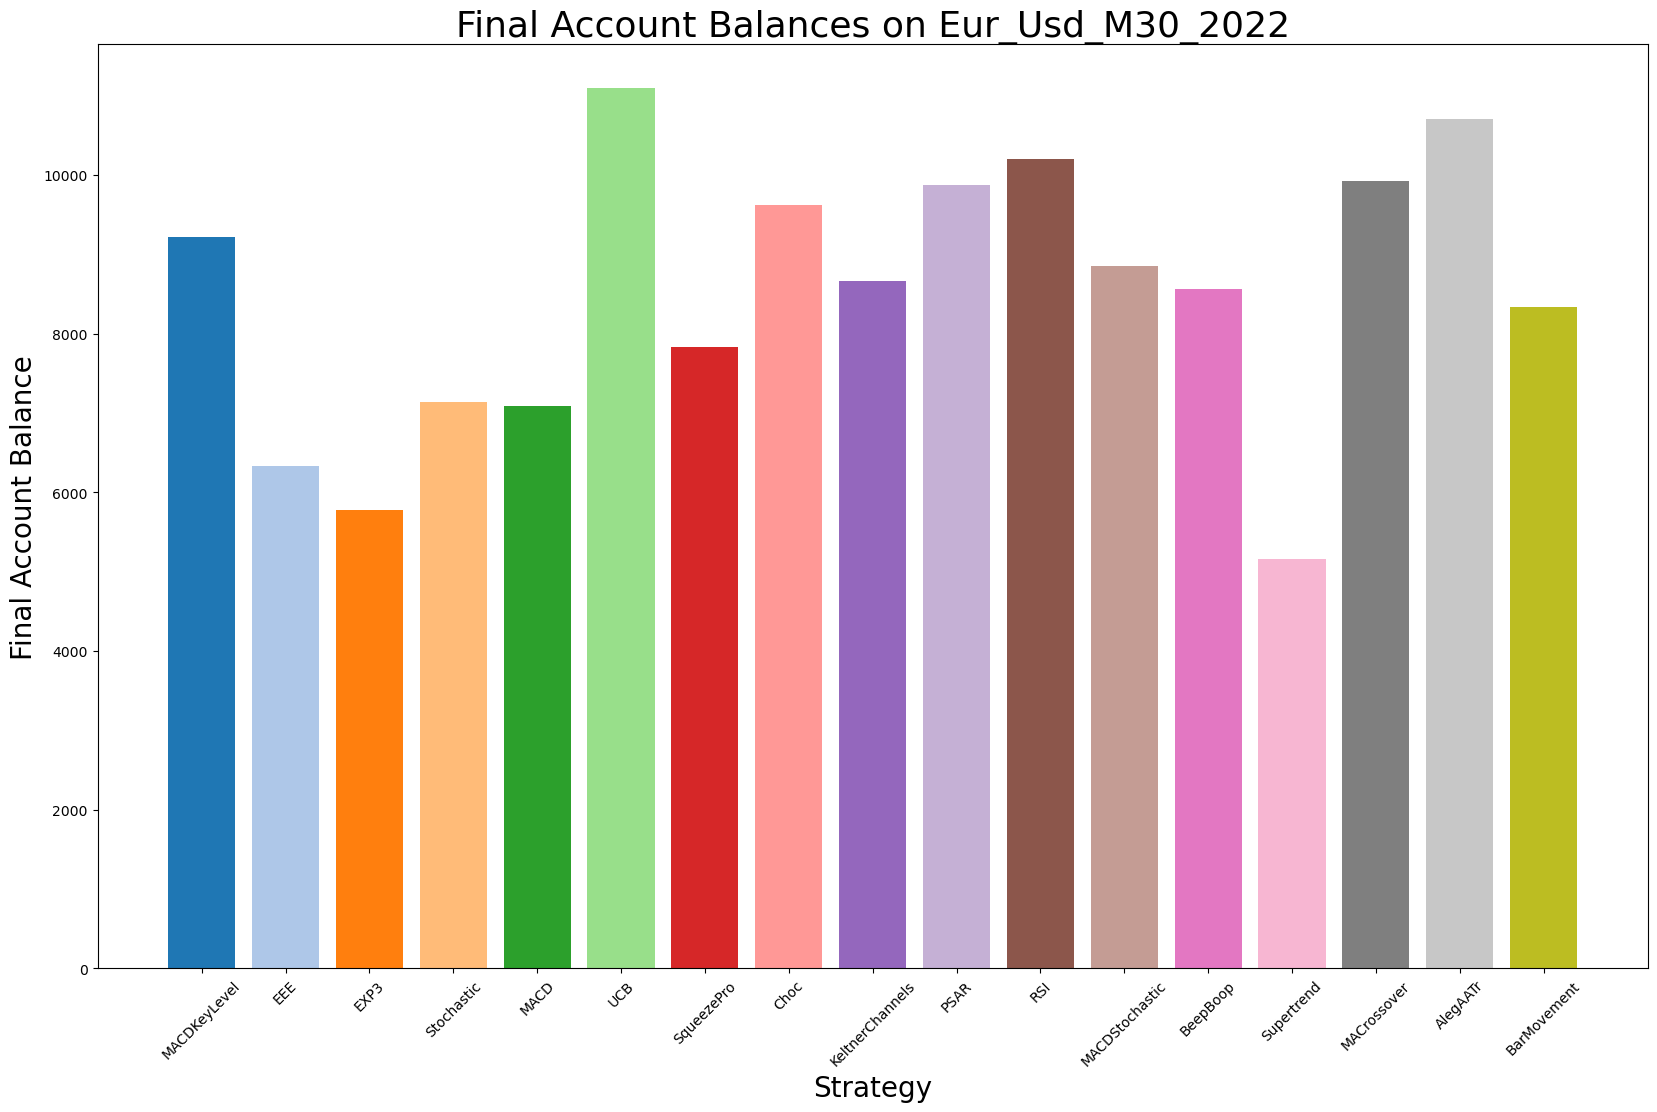 Final Account Balances on Eur_Usd_M30_2022
Final Account Balance
10000
8000
6000
4000
2000
0
MACDKeyLevel
EEE
EXP3
Stochastic
MACD
UCB
SqueezePro
Choc
KeltnerChannels
PSAR
RSI
MACDStochastic
BeepBoop
Supertrend
MACrossover
AlegAATr
BarMovement
Strategy